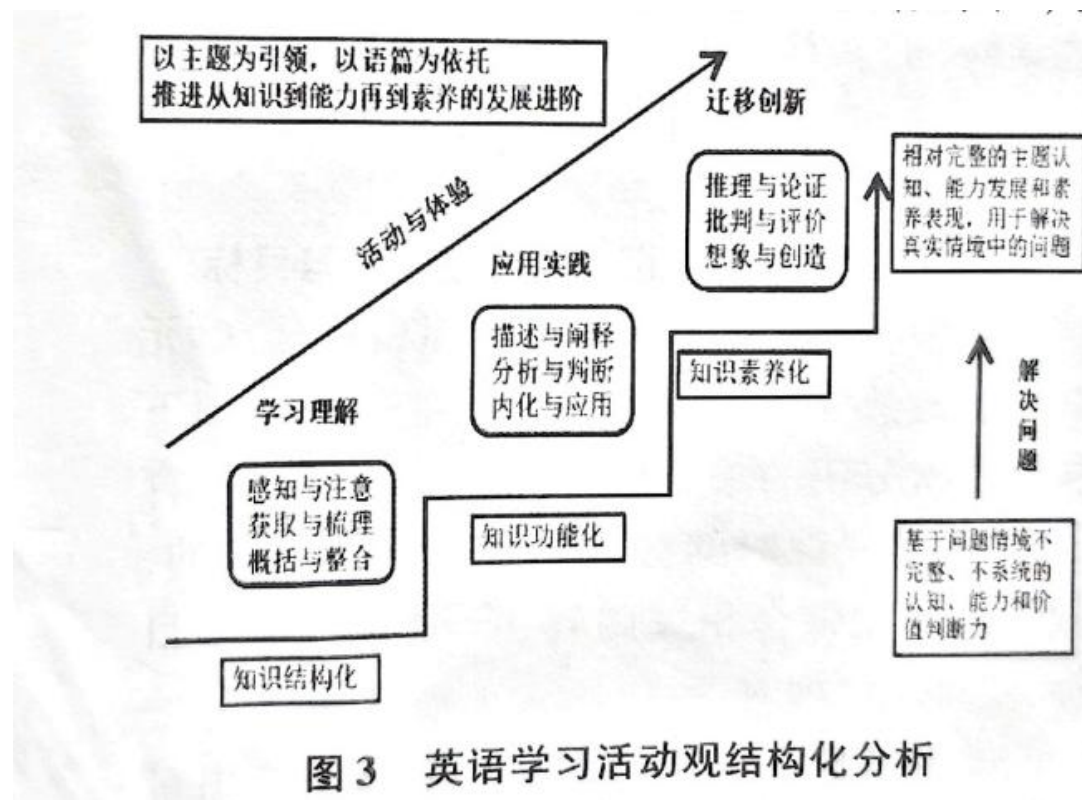 以主题为引领，以语篇为依托
推进从知识到能力再到素养的发展进阶
迁移创新
推理与论证
批判与评价
想象与创造
相对完整的主题认
知、能力发展和素
养表现，用于解决
真实情境中的问题
活动与体验
应用实践
描述与阐释
分析与判断
内化与应用
知识素养化
解决问题
学习理解
感知与注意
获取与梳理
概括与整合
知识功能化
基于问题情境不
完整、不系统的
认知、能力和价
值判断力
知识结构化
图3 英语学习活动观结构化分析